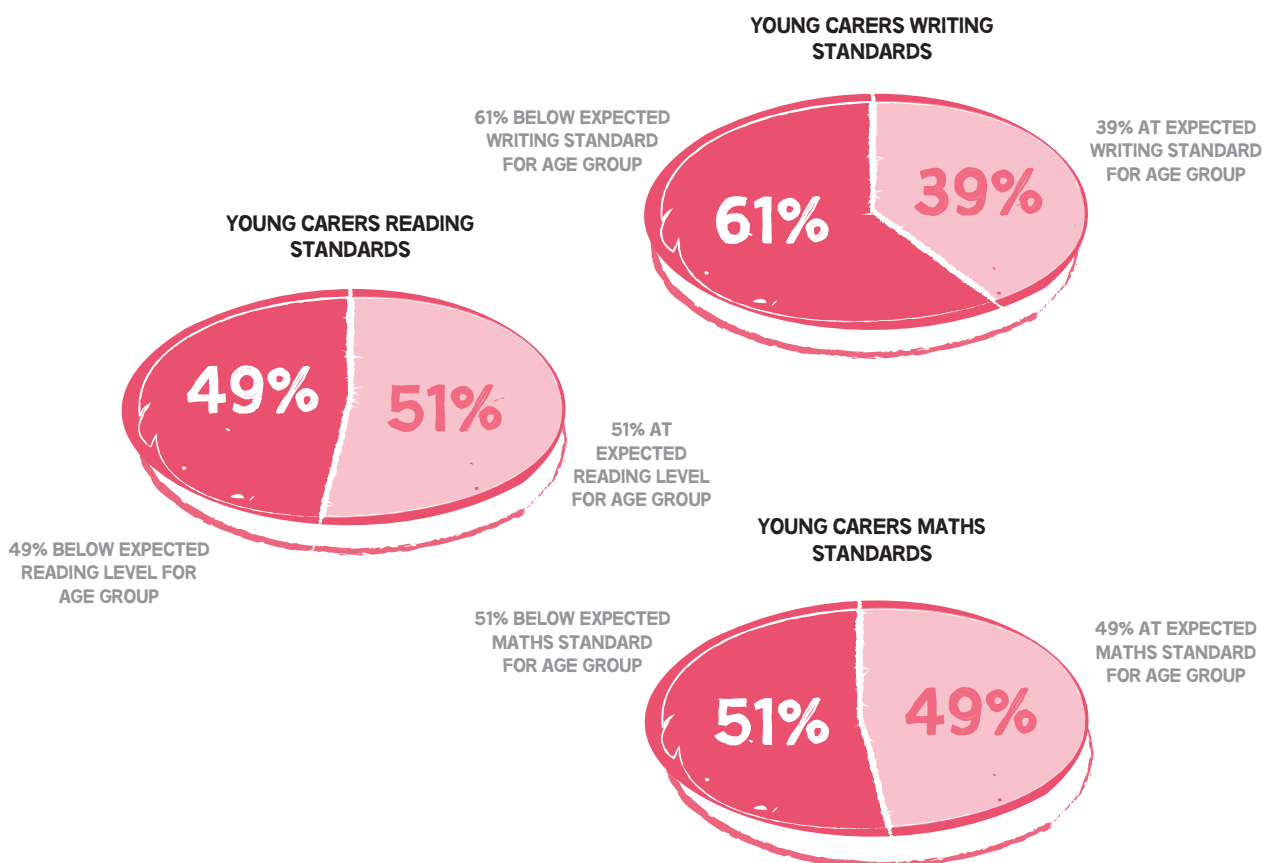 YOUNG CARERS WRITING
STANDARDS
61% BELOW EXPECTED
WRITING STANDARD
FOR AGE GROUP
39% AT EXPECTED
WRITING STANDARD
FOR AGE GROUP
61%
39%
YOUNG CARERS READING
STANDARDS
49%
51%
51% AT
EXPECTED
READING LEVEL
FOR AGE GROUP
49% BELOW EXPECTED
READING LEVEL FOR
AGE GROUP
YOUNG CARERS MATHS
STANDARDS
51% BELOW EXPECTED
MATHS STANDARD
FOR AGE GROUP
49% AT EXPECTED
MATHS STANDARD
FOR AGE GROUP
51%
49%